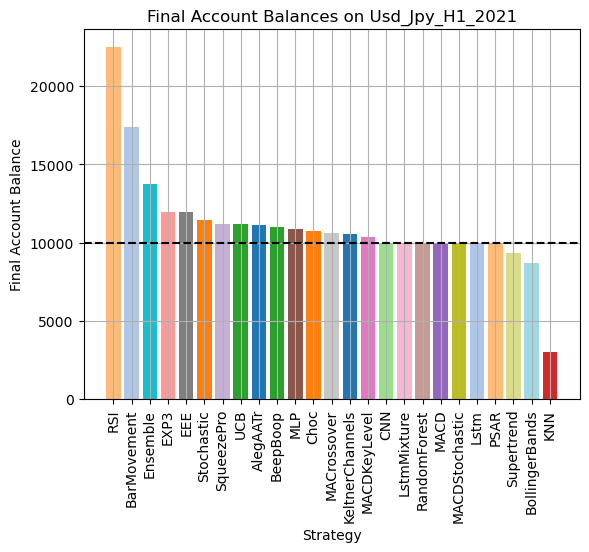 Final Account Balances on Usd_Jpy_H1_2021
Final Account Balance
20000
15000
10000
5000
0
RSI
BarMovement
Ensemble
EXP3
EEE
Stochastic
SqueezePro
UCB
AlegAATr
BeepBoop
MLP
Choc
MACrossover
KeltnerChannels
MACDKeyLevel
CNN
LstmMixture
RandomForest
MACD
MACDStochastic
Lstm
PSAR
Supertrend
BollingerBands
KNN
Strategy